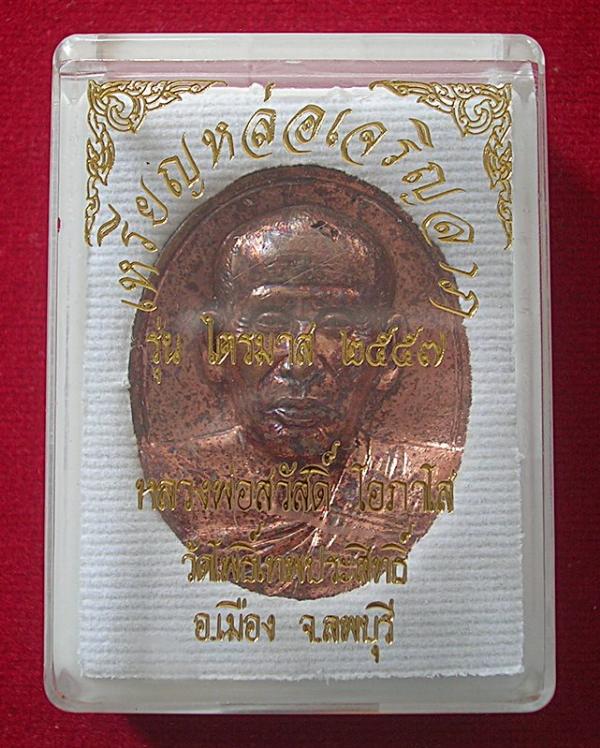 เหรียญหล่อเจริญลาภ
รุ่น ไตรมาส ๒๕๕๗
หลวงพ่อสวัสดิ์ โอภาโส
วัดโพธิ์เทพประสิทธิ์
อ.เมือง จ.ลพบุรี